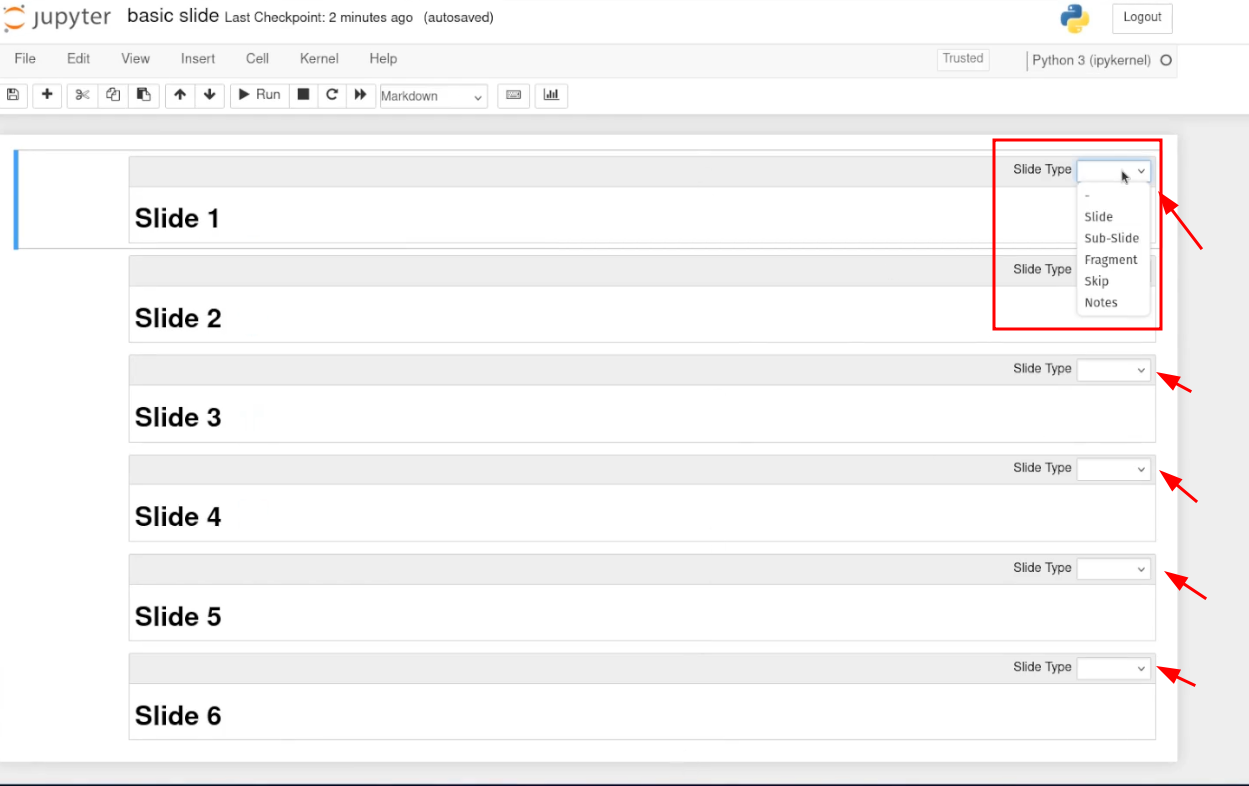 jupyter basic slide Last Checkpoint: 2 minutes ago (autosaved) Logout
File Edit View Insert Cell Kernel Help Trusted Python 3 (ipykernel)
Run Markdown
Slide Type
-
Slide
Sub-Slide
Fragment
Skip
Notes
Slide 1
Slide Type
Slide 2
Slide Type
Slide 3
Slide Type
Slide 4
Slide Type
Slide 5
Slide Type
Slide 6